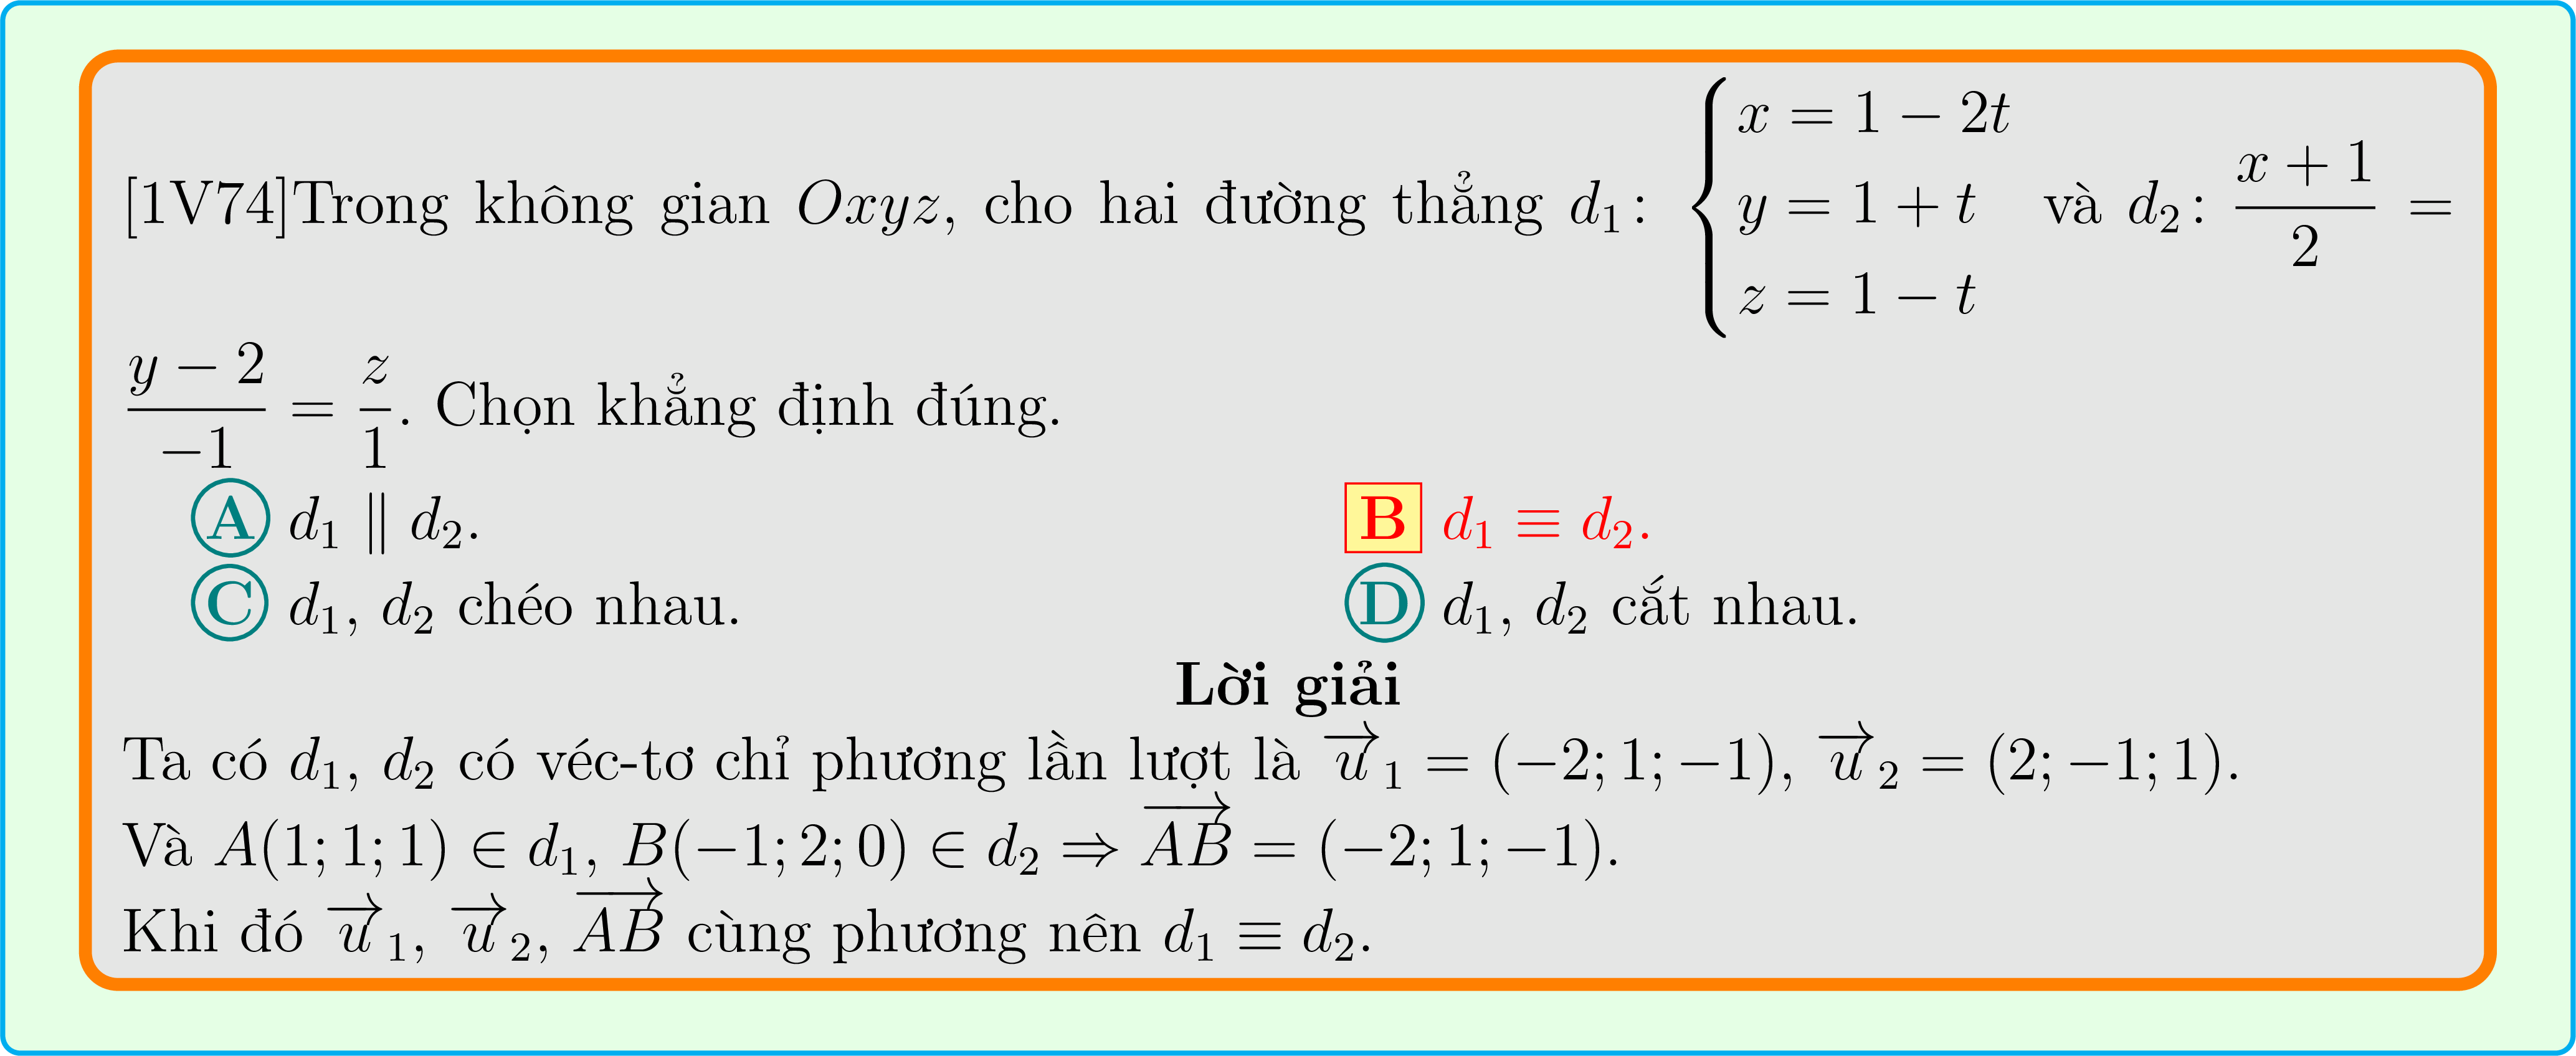 [1V74]Trong không gian $Oxyz$, cho hai đường thẳng $d_1\colon \begin{cases} x = 1 - 2t \\ y = 1 + t \\ z = 1 - t \end{cases}$ và $d_2\colon \dfrac{x+1}{2} =$
$\dfrac{y-2}{-1} = \dfrac{z}{1}$. Chọn khẳng định đúng.
A $d_1 \parallel d_2$. B $d_1 \equiv d_2$.
C $d_1$, $d_2$ chéo nhau. D $d_1$, $d_2$ cắt nhau.
Lời giải
Ta có $d_1$, $d_2$ có véc-tơ chỉ phương lần lượt là $\overrightarrow{u}_1 = (-2; 1; -1)$, $\overrightarrow{u}_2 = (2; -1; 1)$.
Và $A(1; 1; 1) \in d_1$, $B(-1; 2; 0) \in d_2 \Rightarrow \overrightarrow{AB} = (-2; 1; -1)$.
Khi đó $\overrightarrow{u}_1$, $\overrightarrow{u}_2$, $\overrightarrow{AB}$ cùng phương nên $d_1 \equiv d_2$.